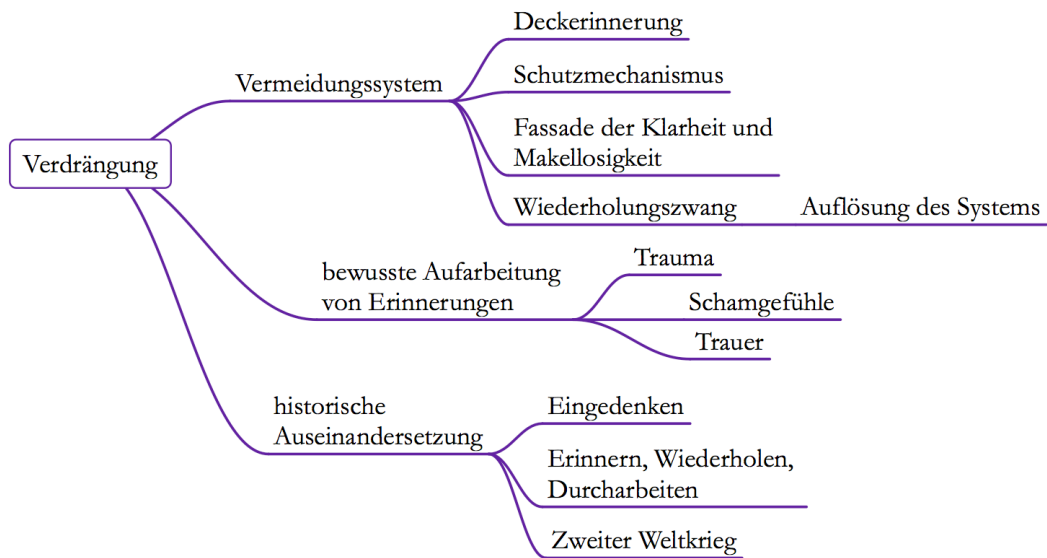 Verdrängung
Vermeidungssystem
Deckerinnerung
Schutzmechanismus
Fassade der Klarheit und
Makellosigkeit
Wiederholungszwang
Auflösung des Systems
bewusste Aufarbeitung
von Erinnerungen
Trauma
Schamgefühle
Trauer
historische
Auseinandersetzung
Eingedenken
Erinnern, Wiederholen,
Durcharbeiten
Zweiter Weltkrieg